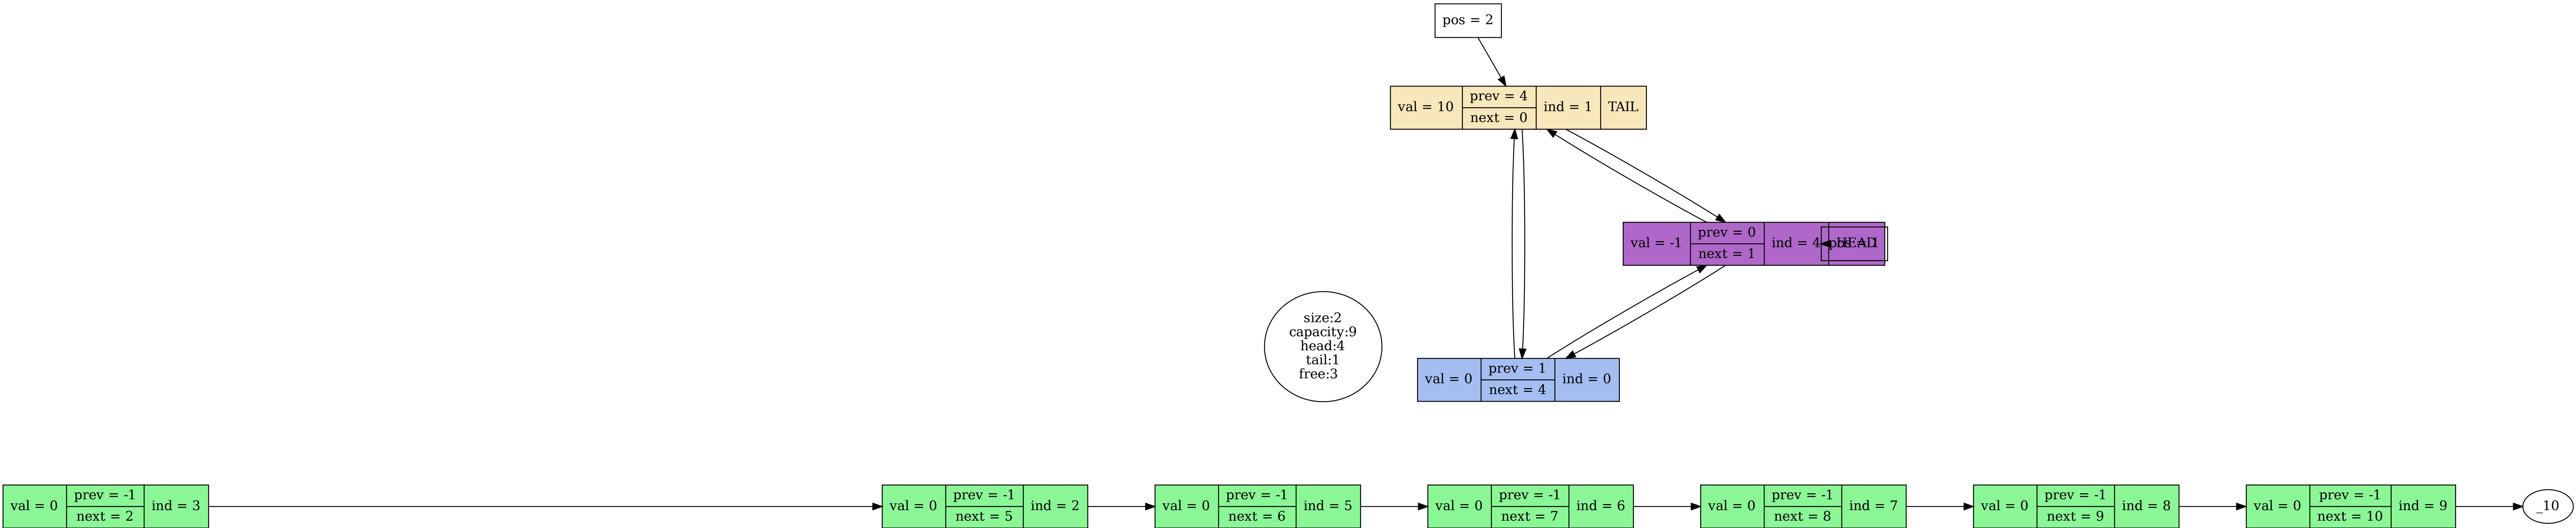 pos = 2
val = 10
prev = 4
next = 0
ind = 1
TAIL
val = -1
prev = 0
next = 1
ind = 4
HEAD
pos = 1
size:2
capacity:9
head:4
tail:1
free:3
val = 0
prev = 1
next = 4
ind = 0
val = 0
prev = -1
next = 2
ind = 3
val = 0
prev = -1
next = 5
ind = 2
val = 0
prev = -1
next = 6
ind = 5
val = 0
prev = -1
next = 7
ind = 6
val = 0
prev = -1
next = 8
ind = 7
val = 0
prev = -1
next = 9
ind = 8
val = 0
prev = -1
next = 10
ind = 9
_10